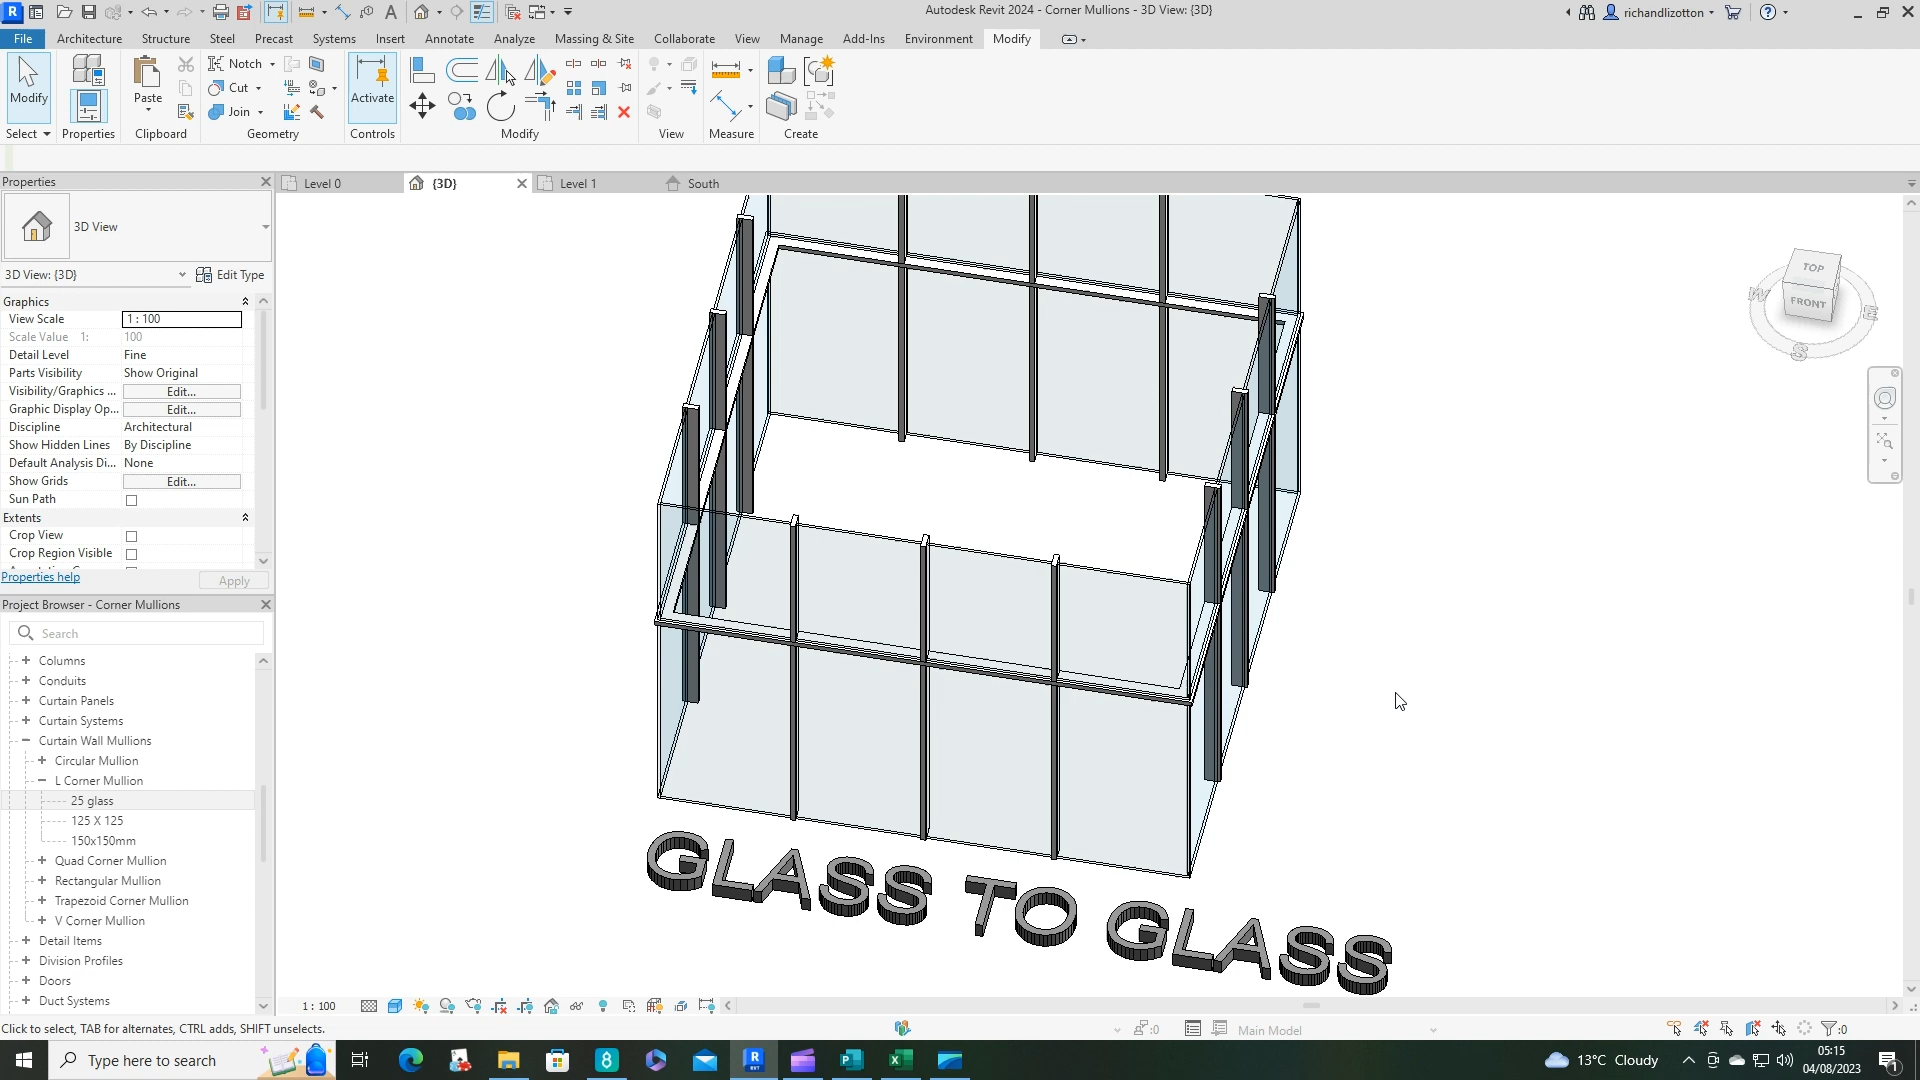 Autodesk Revit 2024 - Corner Mullions - 3D View: {3D}
richandlizotton
File Architecture Structure Steel Precast Systems Insert Annotate Analyze Massing & Site Collaborate View Manage Add-Ins Environment Modify
Notch
Cut
Join
Modify
Paste
Activate
Select Properties Clipboard Geometry Controls Modify View Measure Create
Properties
Level 0
{3D}
Level 1
South
3D View
3D View: {3D}
Edit Type
Graphics
View Scale 1 : 100
Scale Value 1: 100
Detail Level Fine
Parts Visibility Show Original
Visibility/Graphics ... Edit...
Graphic Display Op... Edit...
Discipline Architectural
Show Hidden Lines By Discipline
Default Analysis Di... None
Show Grids Edit...
Sun Path
Extents
Crop View
Crop Region Visible
Properties help
Apply
Project Browser - Corner Mullions
Search
Columns
Conduits
Curtain Panels
Curtain Systems
Curtain Wall Mullions
Circular Mullion
L Corner Mullion
25 glass
125 X 125
150x150mm
Quad Corner Mullion
Rectangular Mullion
Trapezoid Corner Mullion
V Corner Mullion
Detail Items
Division Profiles
Doors
Duct Systems
TOP
FRONT
W
E
S
GLASS TO GLASS
1 : 100
Click to select, TAB for alternates, CTRL adds, SHIFT unselects.
:0
Main Model
:0
Type here to search
13°C Cloudy
05:15
04/08/2023